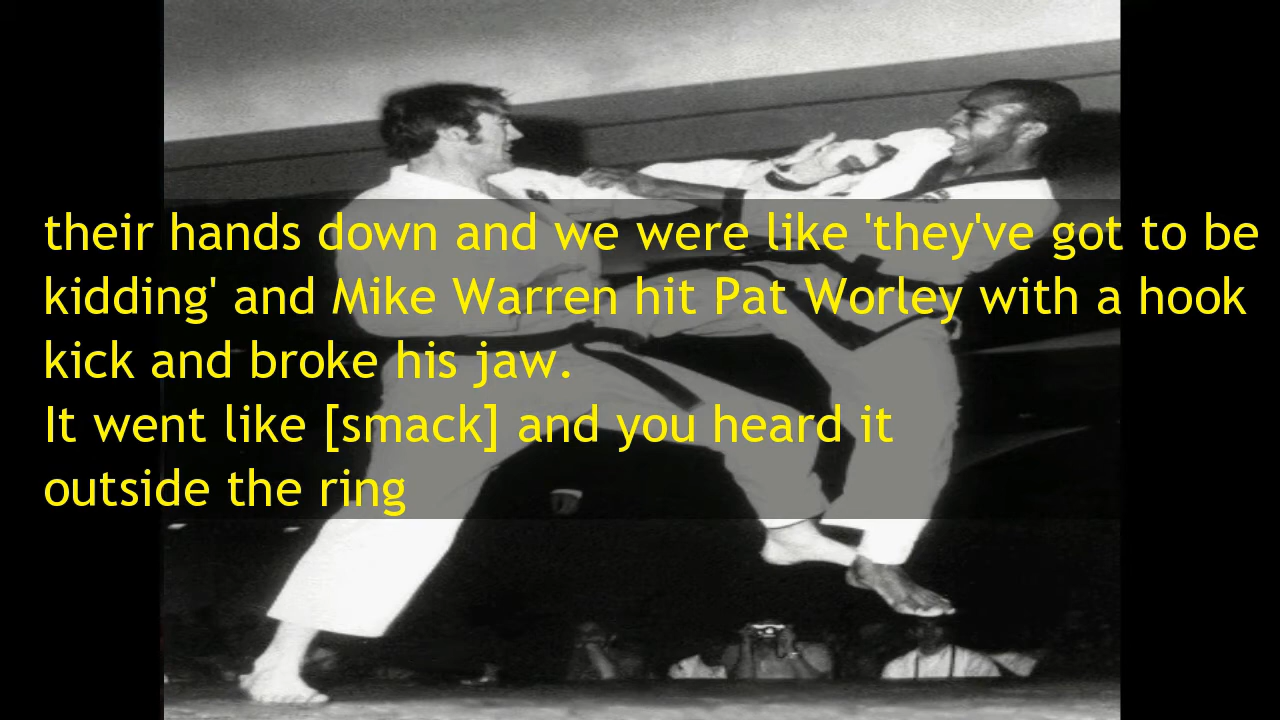 their hands down and we were like 'they've got to be
kidding' and Mike Warren hit Pat Worley with a hook
kick and broke his jaw.
It went like [smack] and you heard it
outside the ring